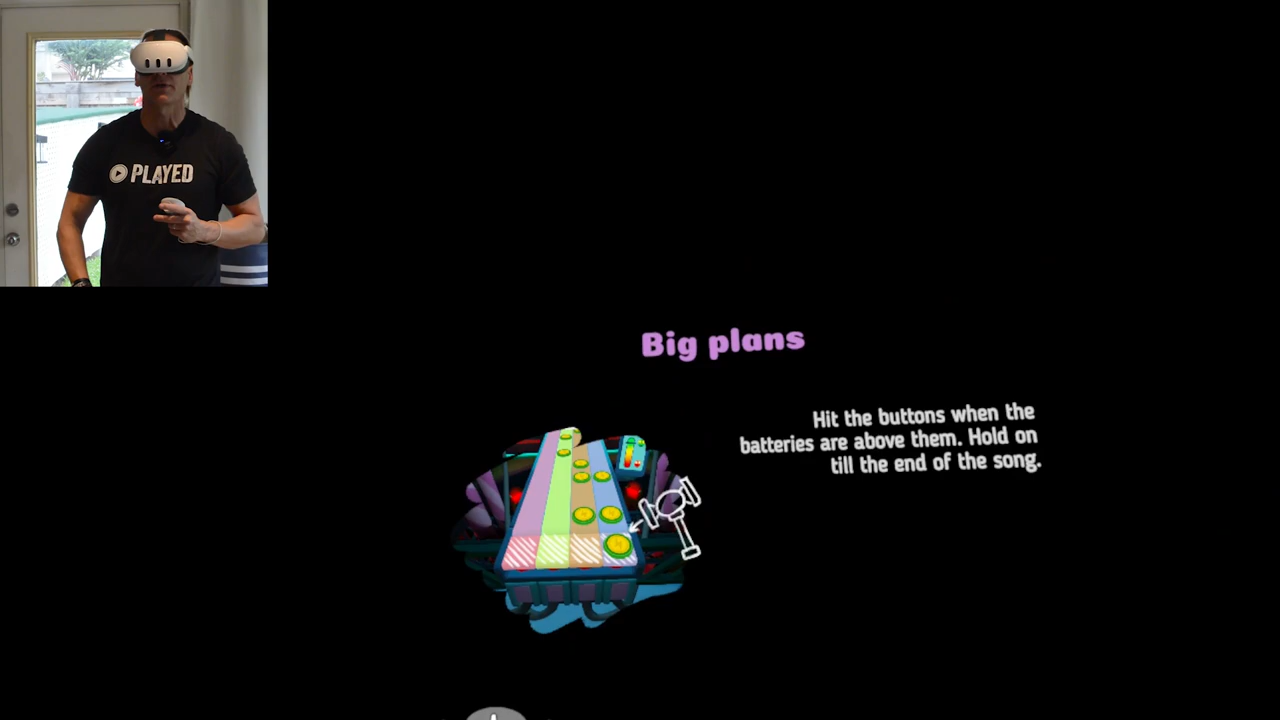 PLAYED
Big plans
Hit the buttons when the
batteries are above them. Hold on
till the end of the song.